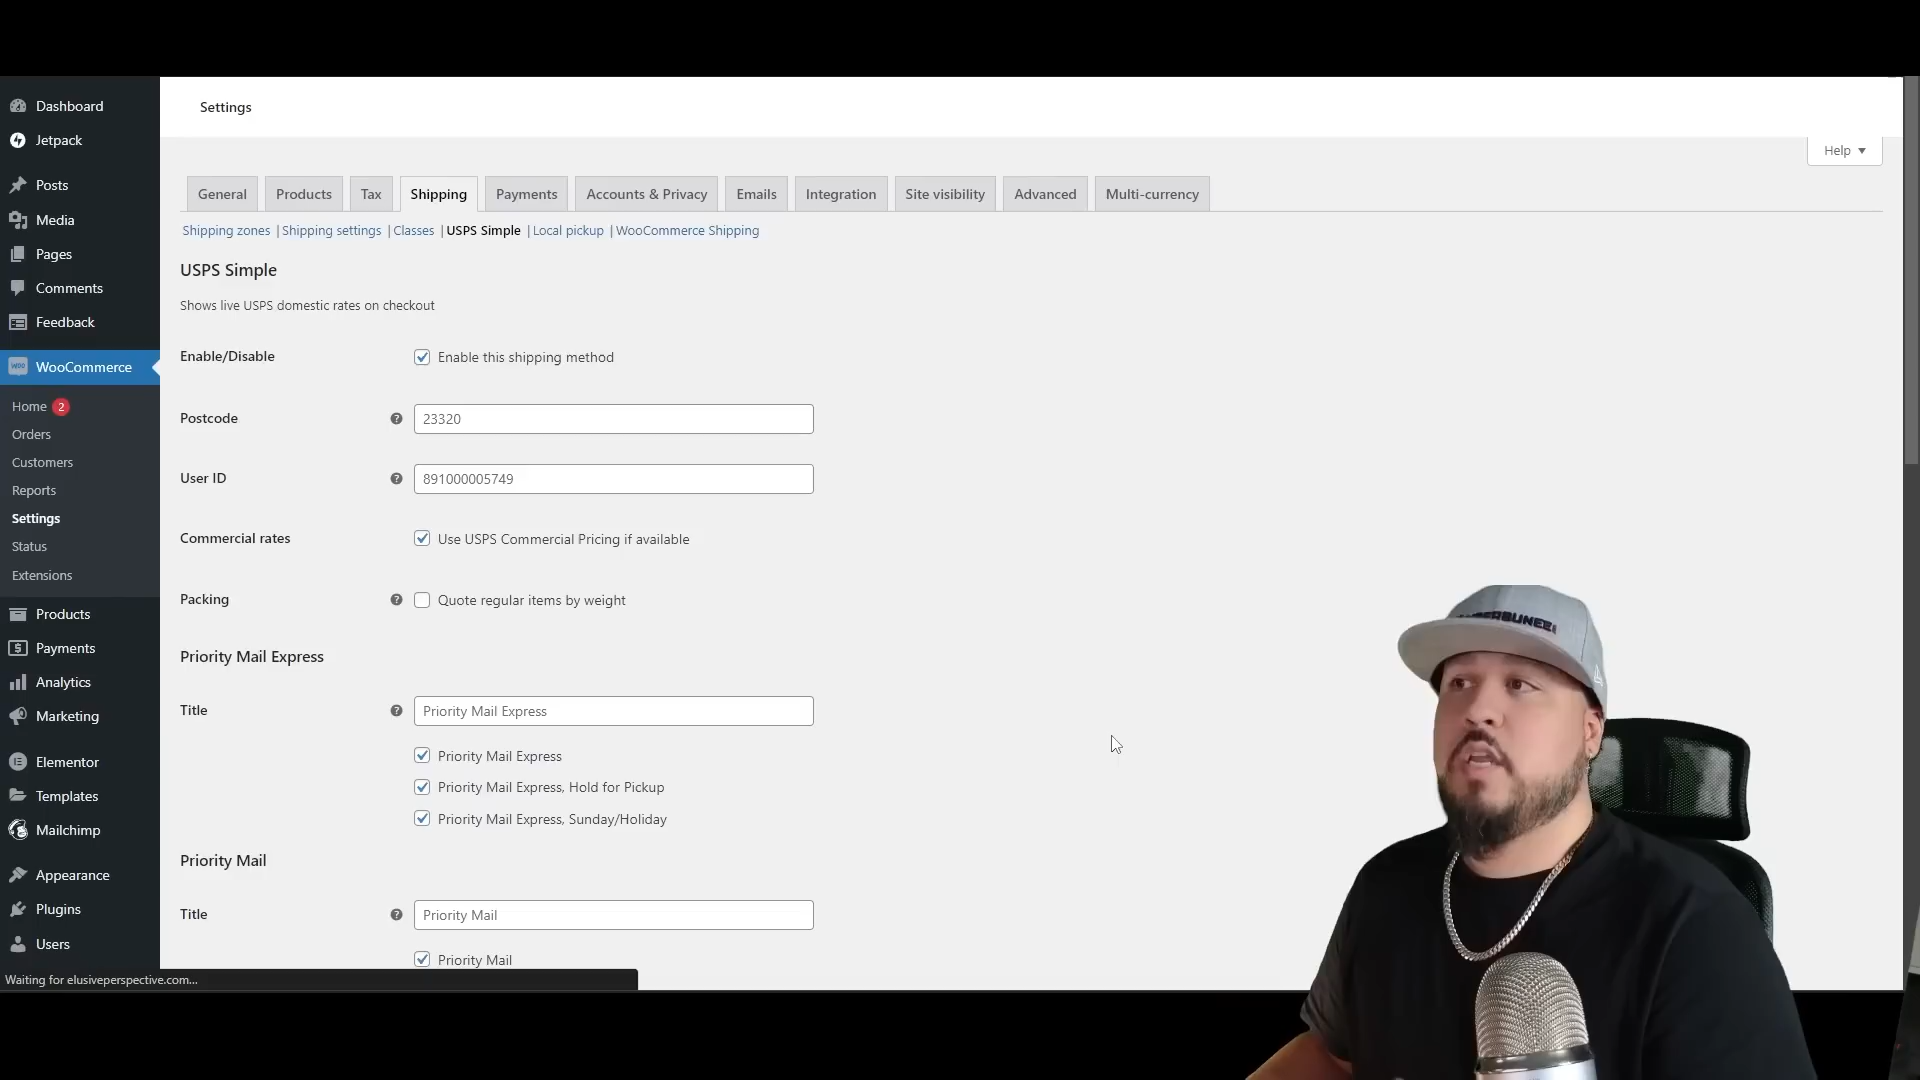 Settings
Help
General Products Tax Shipping Payments Accounts & Privacy Emails Integration Site visibility Advanced Multi-currency
Shipping zones | Shipping settings | Classes | USPS Simple | Local pickup | WooCommerce Shipping
USPS Simple
Shows live USPS domestic rates on checkout
Enable/Disable
Enable this shipping method
Postcode
23320
User ID
891000005749
Commercial rates
Use USPS Commercial Pricing if available
Packing
Quote regular items by weight
Priority Mail Express
Title
Priority Mail Express
Priority Mail Express
Priority Mail Express, Hold for Pickup
Priority Mail Express, Sunday/Holiday
Priority Mail
Title
Priority Mail
Priority Mail
Dashboard
Jetpack
Posts
Media
Pages
Comments
Feedback
WooCommerce
Home 2
Orders
Customers
Reports
Settings
Status
Extensions
Products
Payments
Analytics
Marketing
Elementor
Templates
Mailchimp
Appearance
Plugins
Users
Waiting for elusiveperspective.com...